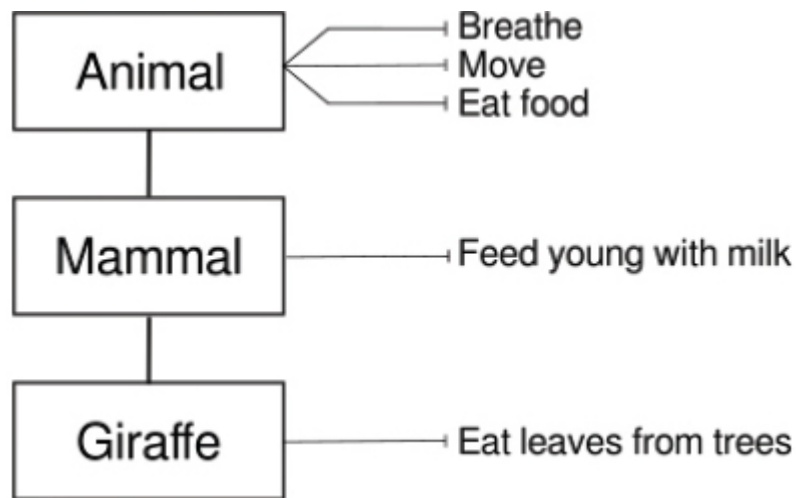 Animal
Breathe
Move
Eat food
Mammal
Feed young with milk
Giraffe
Eat leaves from trees